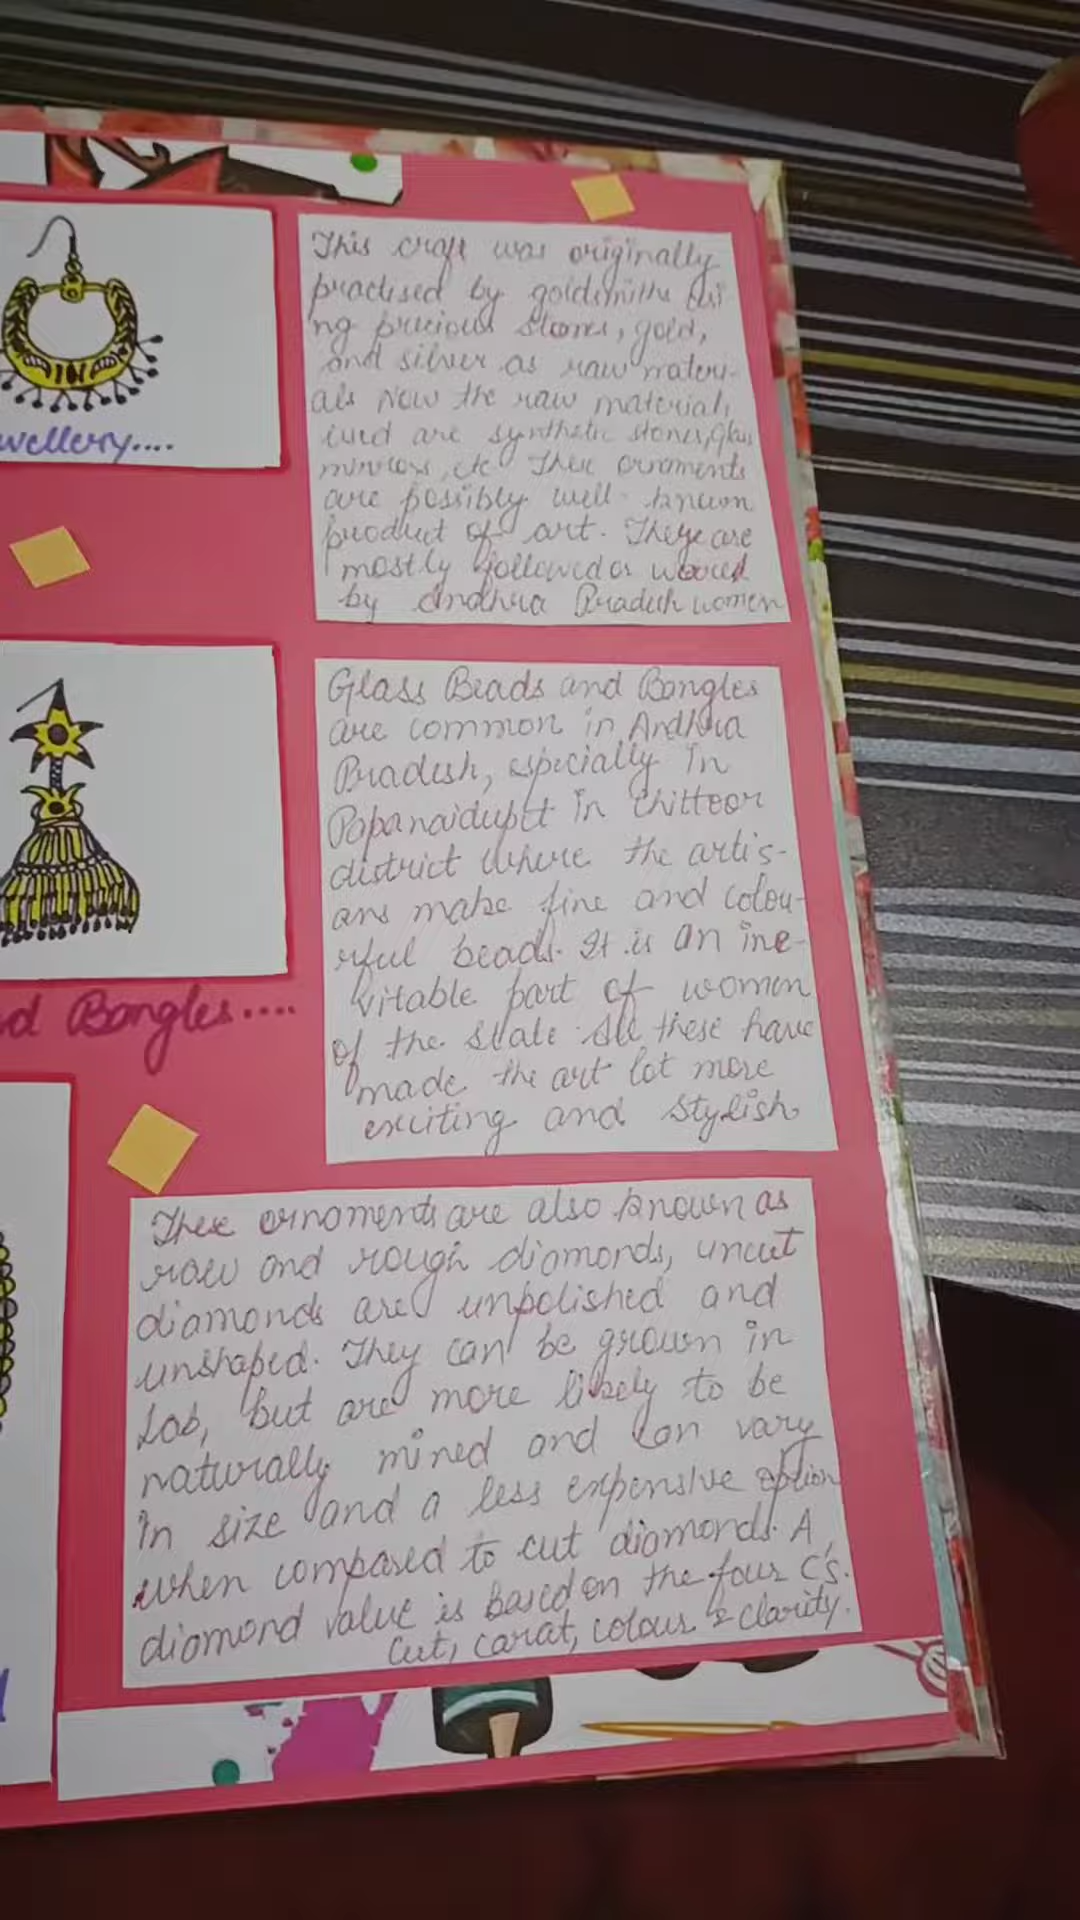 This craft was originally
practised by goldsmiths usi
ng precious stones, gold,
and silver as raw materi-
als Now the raw material,
used are synthetic stones, glass
mirrors, etc These ornaments
are possibly well-known
product of art. These are
mostly followed or weared
by Andhra Pradesh women
wellery....
Glass Beads and Bangles
are common in Andhra
Pradesh, especially in
Papanaidupet in Chittoor
district where the artis-
ans make fine and colou-
rful beads. It is an ine-
vitable part of women
of the state. All these have
made the art lot more
exciting and stylish
d Bangles....
These ornaments are also known as
raw and rough diamonds, uncut
diamonds are unpolished and
unshaped. They can be grown in
Lab, but are more likely to be
naturally mined and can vary
in size and a less expensive option
when compared to cut diamonds. A
diamond value is based on the four C's.
Cut, carat, colour & clarity.